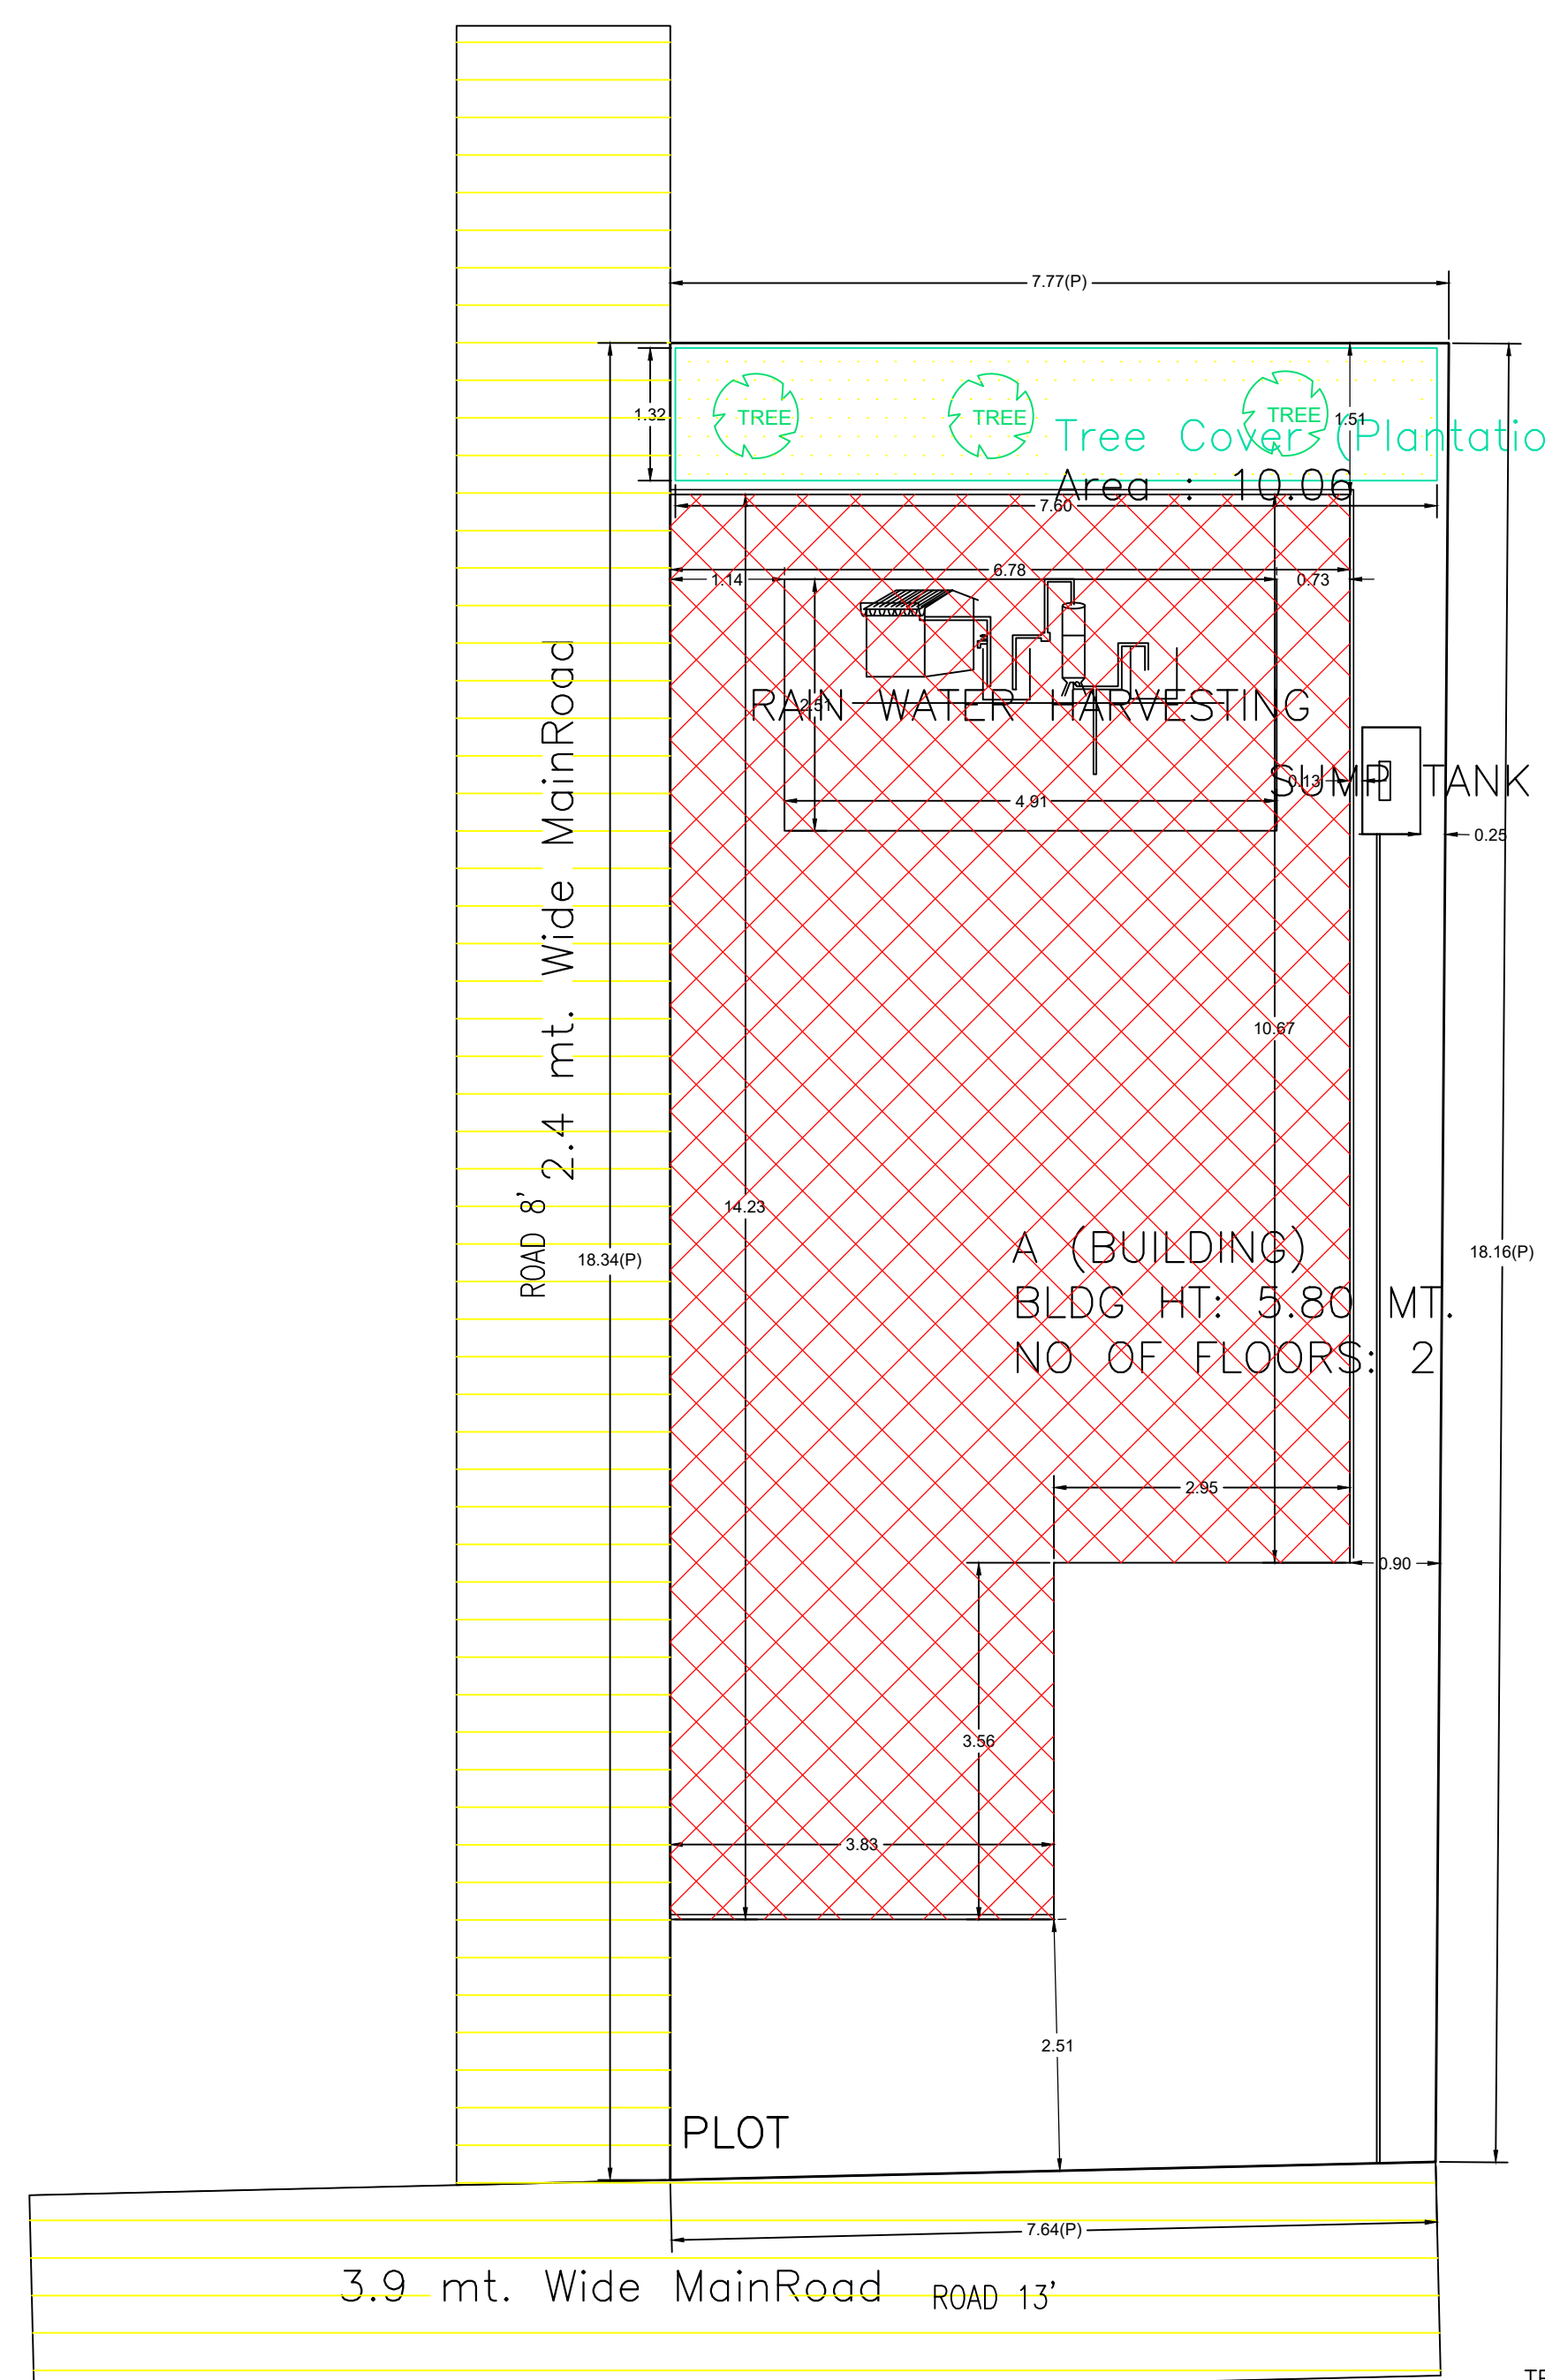 7.77(P)
1.32
TREE
TREE
TREE
1.51
Tree Cover (Plantatio
Area : 10.06
7.60
6.78
1.14
0.73
2.51
RAIN WATER HARVESTING
4.91
0.13
SUMP TANK
0.25
2.4 mt. Wide MainRoad
ROAD 8'
10.67
14.23
18.34(P)
18.16(P)
A (BUILDING)
BLDG HT: 5.80 MT.
NO OF FLOORS: 2
2.95
0.90
3.56
3.83
2.51
PLOT
7.64(P)
3.9 mt. Wide MainRoad
ROAD 13'